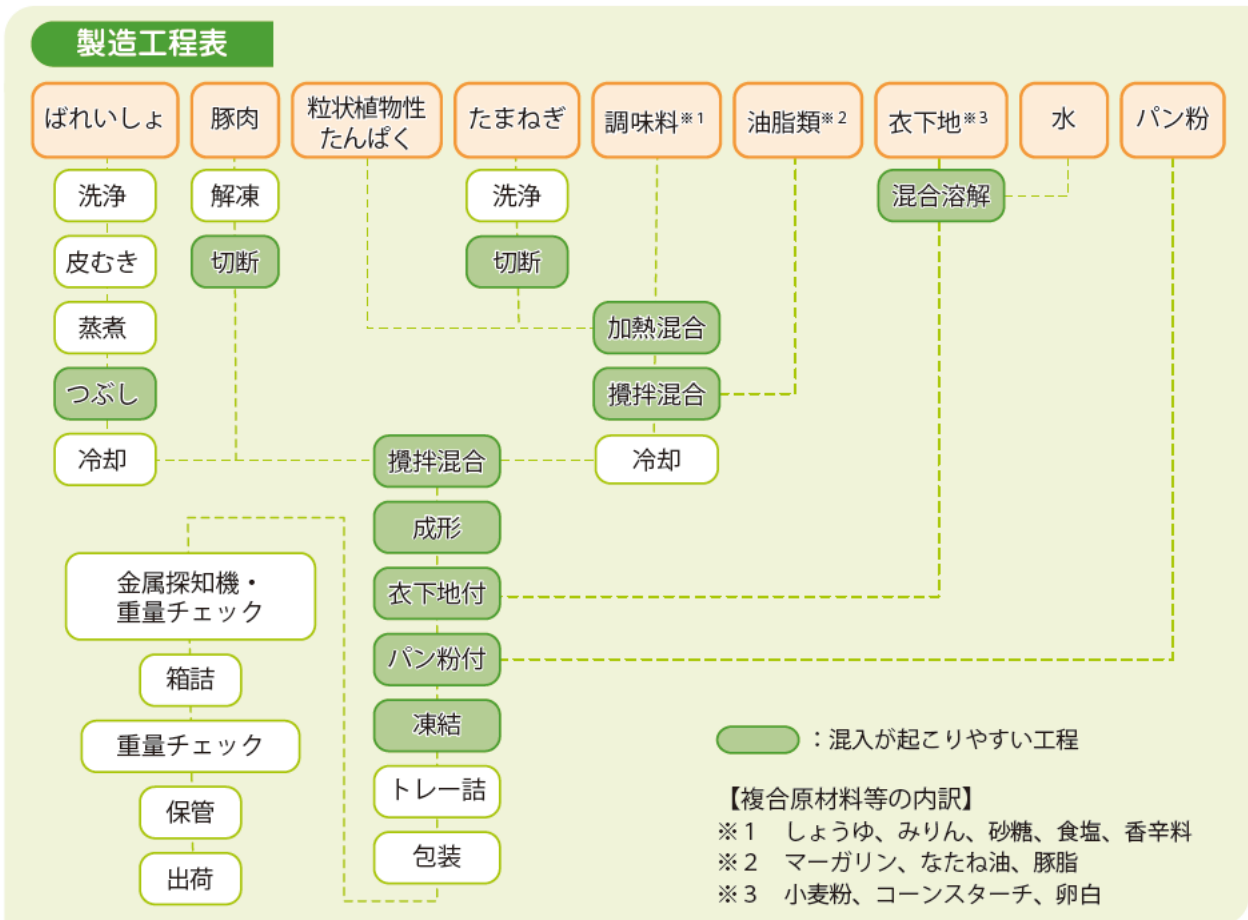 製造工程表
ばれいしょ
豚肉
粒状植物性
たんぱく
たまねぎ
調味料※1
油脂類※2
衣下地※3
水
パン粉
洗浄
解凍
洗浄
混合溶解
皮むき
切断
切断
蒸煮
加熱混合
つぶし
攪拌混合
冷却
攪拌混合
冷却
成形
金属探知機・
重量チェック
衣下地付
パン粉付
箱詰
凍結
重量チェック
:混入が起こりやすい工程
トレー詰
保管
包装
出荷
【複合原材料等の内訳】
※1 しょうゆ、みりん、砂糖、食塩、香辛料
※2 マーガリン、なたね油、豚脂
※3 小麦粉、コーンスターチ、卵白